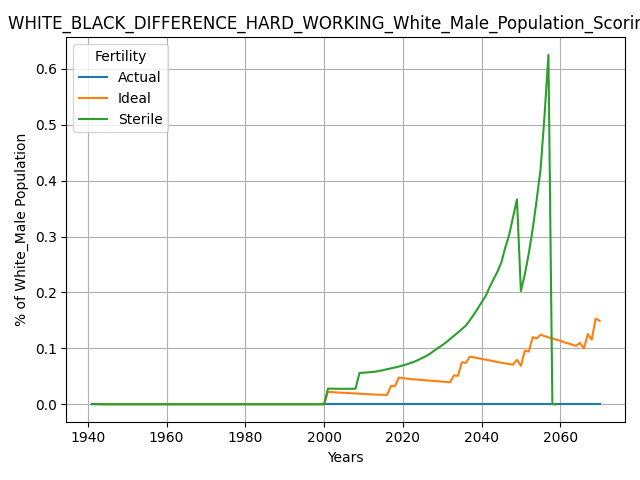 WHITE_BLACK_DIFFERENCE_HARD_WORKING_White_Male_Population_Scorin
Fertility
Actual
Ideal
Sterile
% of White_Male Population
0.6
0.5
0.4
0.3
0.2
0.1
0.0
1940 1960 1980 2000 2020 2040 2060
Years